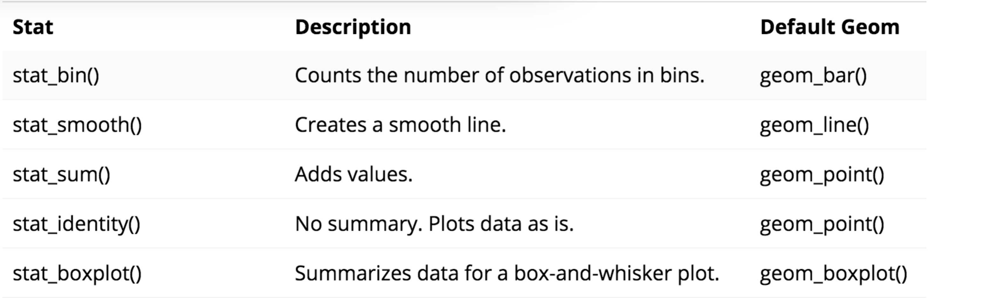 Stat Description Default Geom
stat_bin() Counts the number of observations in bins. geom_bar()
stat_smooth() Creates a smooth line. geom_line()
stat_sum() Adds values. geom_point()
stat_identity() No summary. Plots data as is. geom_point()
stat_boxplot() Summarizes data for a box-and-whisker plot. geom_boxplot()